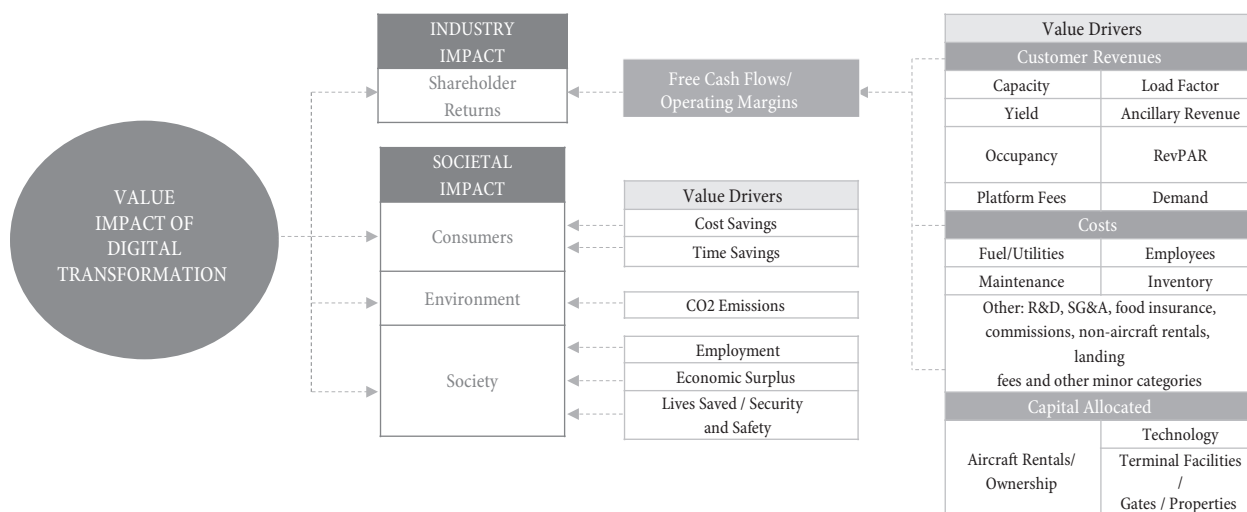 VALUE
IMPACT OF
DIGITAL
TRANSFORMATION
INDUSTRY
IMPACT
Shareholder
Returns
SOCIETAL
IMPACT
Consumers
Environment
Society
Free Cash Flows/
Operating Margins
Value Drivers
Cost Savings
Time Savings
CO2 Emissions
Employment
Economic Surplus
Lives Saved / Security
and Safety
Value Drivers
Customer Revenues
Capacity
Load Factor
Yield
Ancillary Revenue
Occupancy
RevPAR
Platform Fees
Demand
Costs
Fuel/Utilities
Employees
Maintenance
Inventory
Other: R&D, SG&A, food insurance,
commissions, non-aircraft rentals,
landing
fees and other minor categories
Capital Allocated
Aircraft Rentals/
Ownership
Technology
Terminal Facilities
/
Gates / Properties